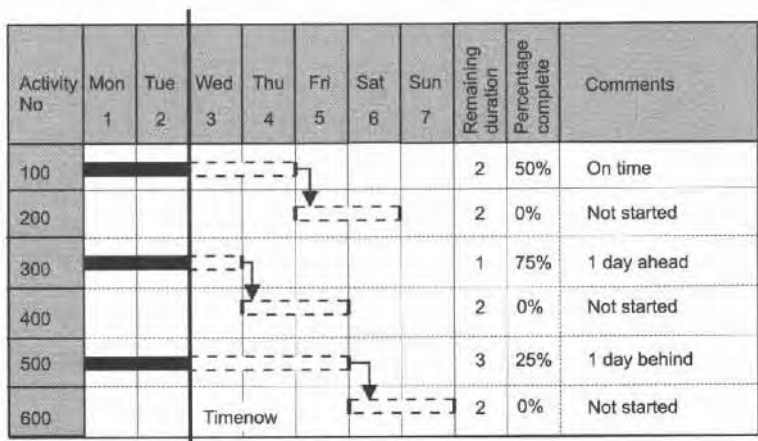 Activity No Mon 1 Tue 2 Wed 3 Thu 4 Fri 5 Sat 6 Sun 7 Remaining duration Percentage complete Comments
100 2 50% On time
200 2 0% Not started
300 1 75% 1 day ahead
400 2 0% Not started
500 3 25% 1 day behind
600 Timenow 2 0% Not started